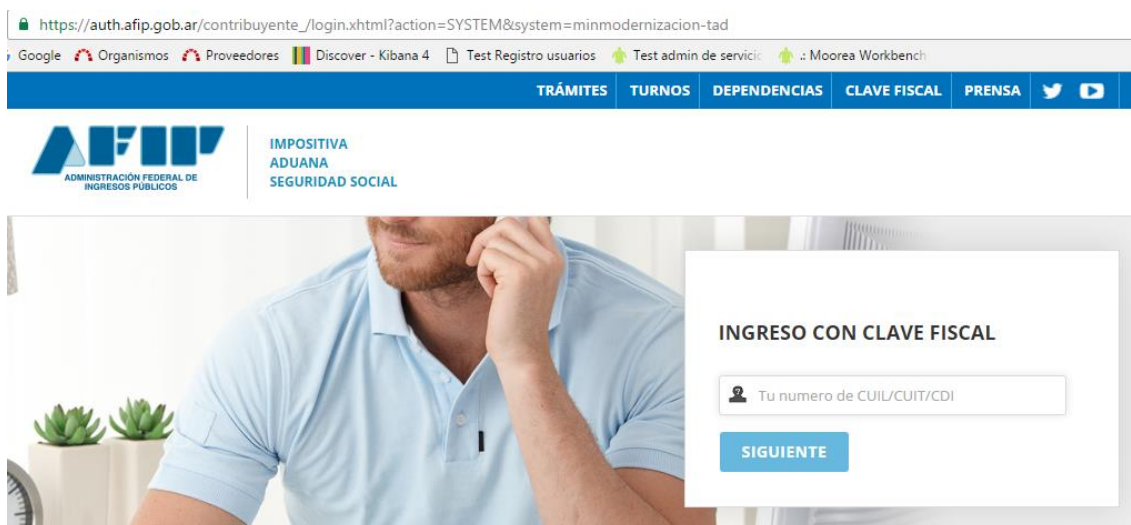 https://auth.afip.gob.ar/contribuyente_/login.xhtml?action=SYSTEM&system=minmodernizacion-tad
Google Organismos Proveedores Discover - Kibana 4 Test Registro usuarios Test admin de servicic .: Moorea Workbench
TRÁMITES TURNOS DEPENDENCIAS CLAVE FISCAL PRENSA
AFIP
ADMINISTRACIÓN FEDERAL DE
INGRESOS PÚBLICOS
IMPOSITIVA
ADUANA
SEGURIDAD SOCIAL
INGRESO CON CLAVE FISCAL
Tu numero de CUIL/CUIT/CDI
SIGUIENTE